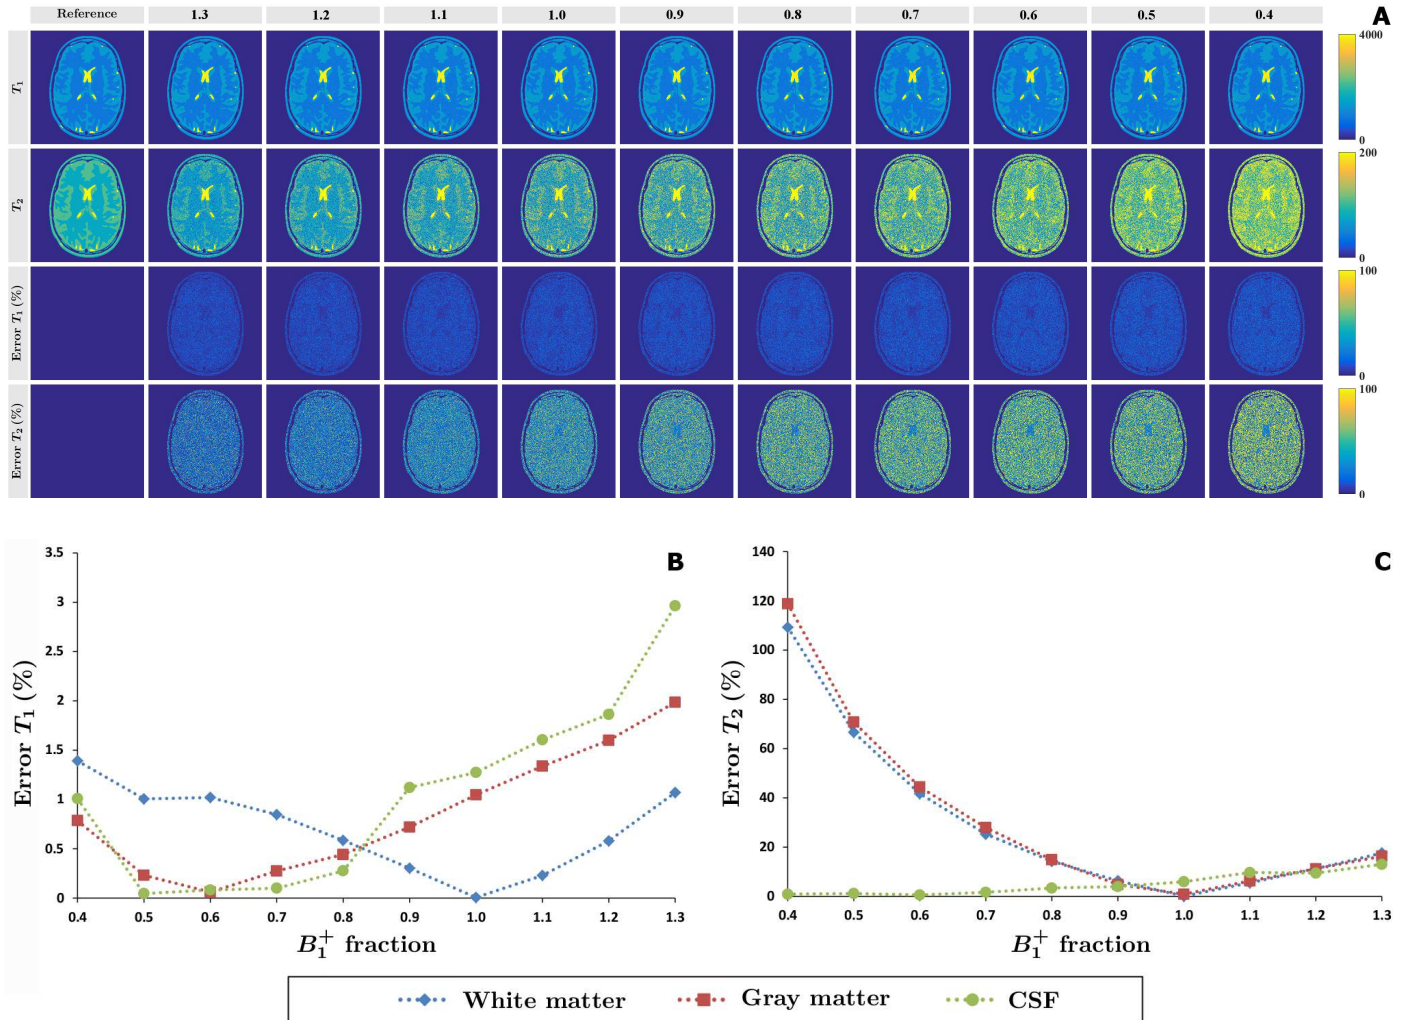 Reference 1.3 1.2 1.1 1.0 0.9 0.8 0.7 0.6 0.5 0.4 A
T1 4000
0
T2 200
0
Error T1 (%) 100
0
Error T2 (%) 100
0
B
Error T1 (%)
3.5
3
2.5
2
1.5
1
0.5
0
0.4 0.5 0.6 0.7 0.8 0.9 1.0 1.1 1.2 1.3
B1+ fraction
C
Error T2 (%)
140
120
100
80
60
40
20
0
0.4 0.5 0.6 0.7 0.8 0.9 1.0 1.1 1.2 1.3
B1+ fraction
White matter Gray matter CSF